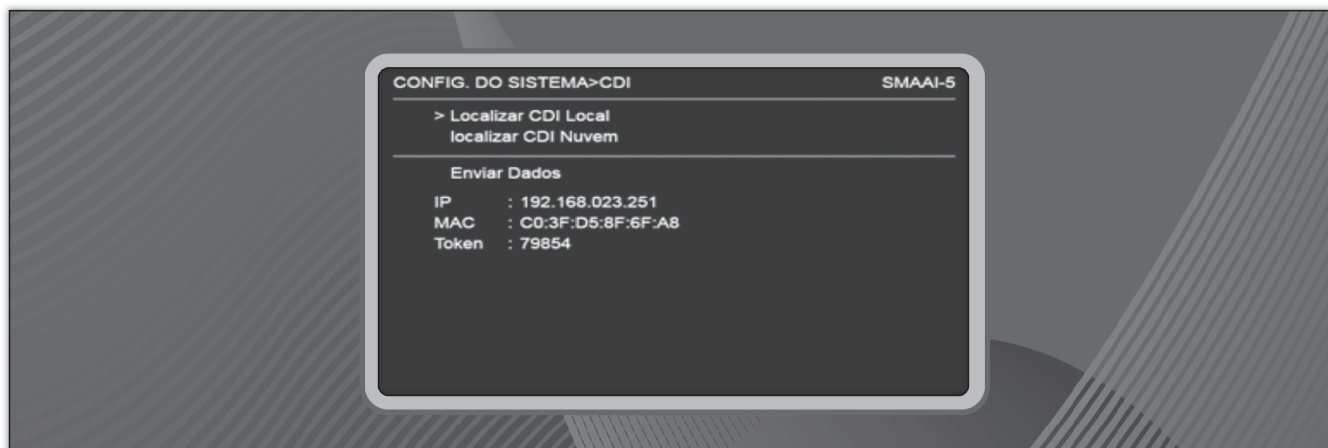 CONFIG. DO SISTEMA>CDI SMAAI-5
> Localizar CDI Local
localizar CDI Nuvem
Enviar Dados
IP : 192.168.023.251
MAC : C0:3F:D5:8F:6F:A8
Token : 79854